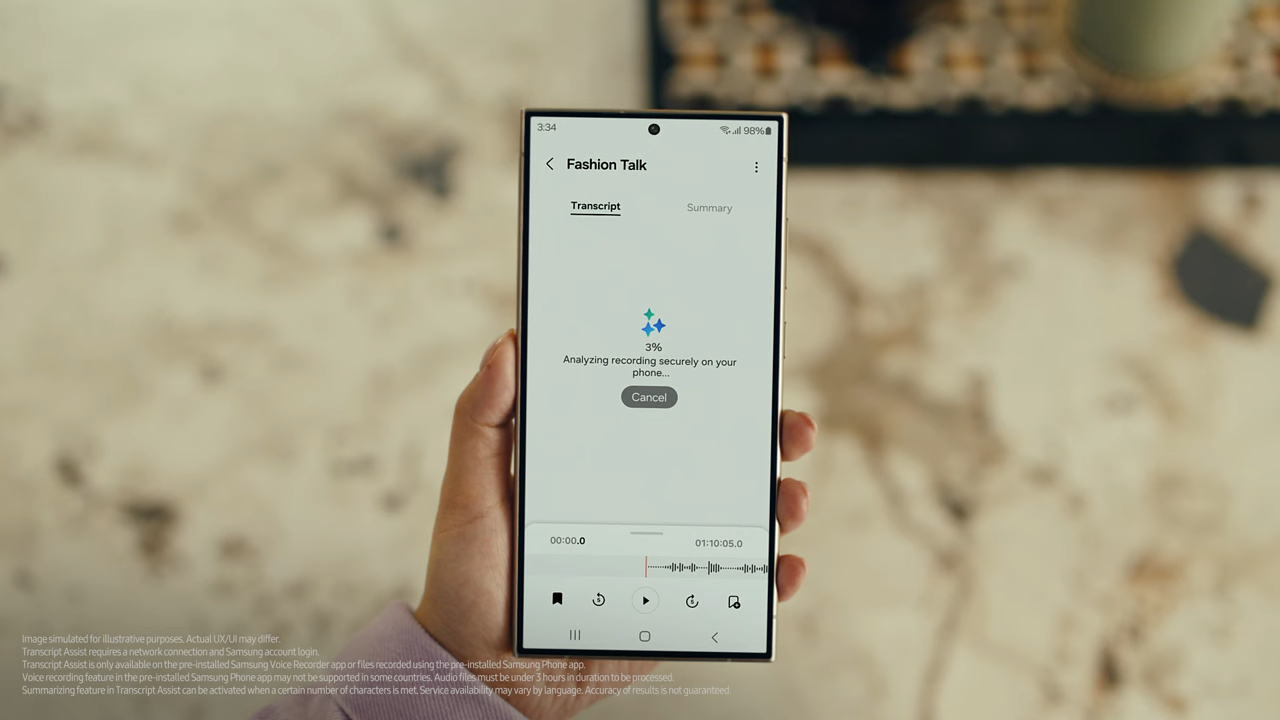 3:34
98%
Fashion Talk
Transcript
Summary
3%
Analyzing recording securely on your
phone...
Cancel
00:00.0
01:10:05.0
5
5
Image simulated for illustrative purposes. Actual UX/UI may differ.
Transcript Assist requires a network connection and Samsung account login.
Transcript Assist is only available on the pre-installed Samsung Voice Recorder app or files recorded using the pre-installed Samsung Phone app.
Voice recording feature in the pre-installed Samsung Phone app may not be supported in some countries. Audio files must be under 3 hours in duration to be processed.
Summarizing feature in Transcript Assist can be activated when a certain number of characters is met. Service availability may vary by language. Accuracy of results is not guaranteed.